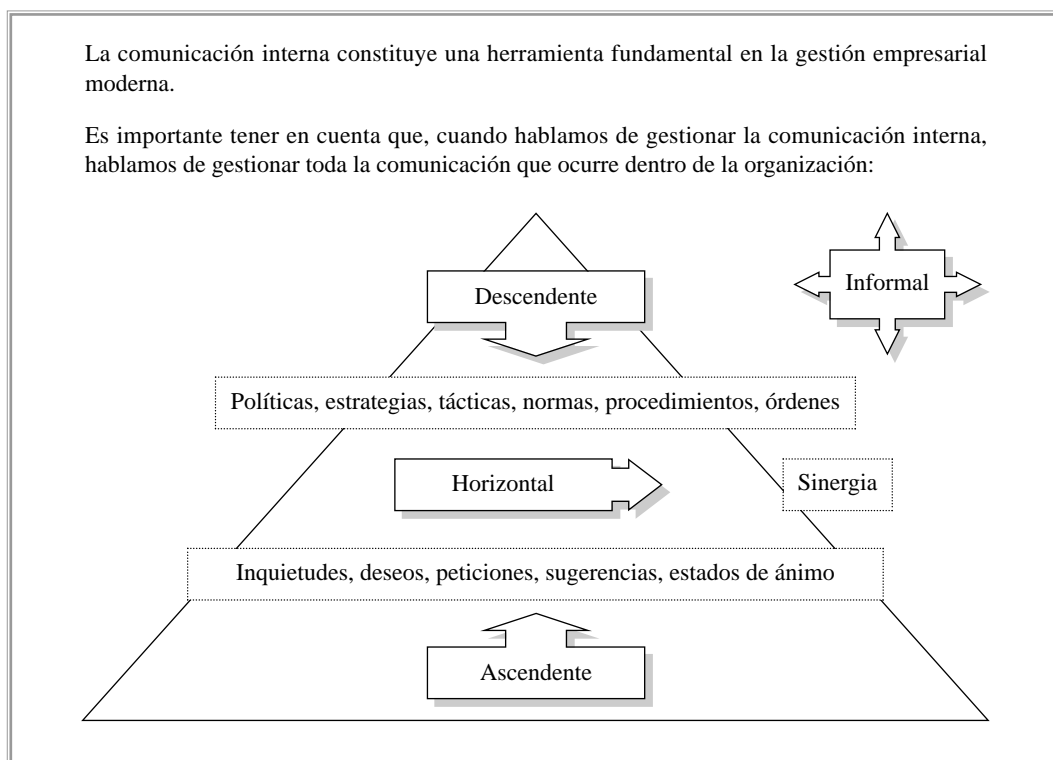 La comunicación interna constituye una herramienta fundamental en la gestión empresarial
moderna.
Es importante tener en cuenta que, cuando hablamos de gestionar la comunicación interna,
hablamos de gestionar toda la comunicación que ocurre dentro de la organización:
Descendente
Informal
Políticas, estrategias, tácticas, normas, procedimientos, órdenes
Horizontal
Sinergia
Inquietudes, deseos, peticiones, sugerencias, estados de ánimo
Ascendente